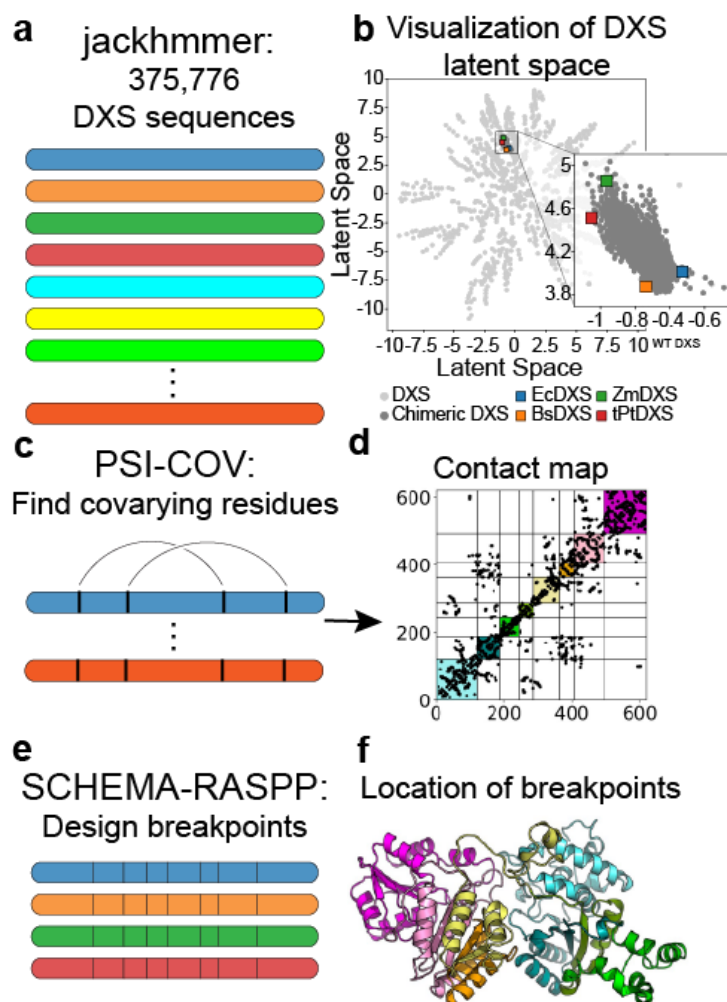 a
jackhmmer:
375,776
DXS sequences
b
Visualization of DXS
latent space
10
7.5
5
2.5
0
-2.5
-5
-7.5
-10
Latent Space
5
4.6
4.2
3.8
-1 -0.8 -0.4 -0.6
-10 -7.5 -5 -2.5 0 2.5 5 7.5 10 WT DXS
Latent Space
DXS EcDXS ZmDXS
Chimeric DXS BsDXS tPtDXS
c
PSI-COV:
Find covarying residues
d
Contact map
600
400
200
0
0 200 400 600
e
SCHEMA-RASPP:
Design breakpoints
f
Location of breakpoints